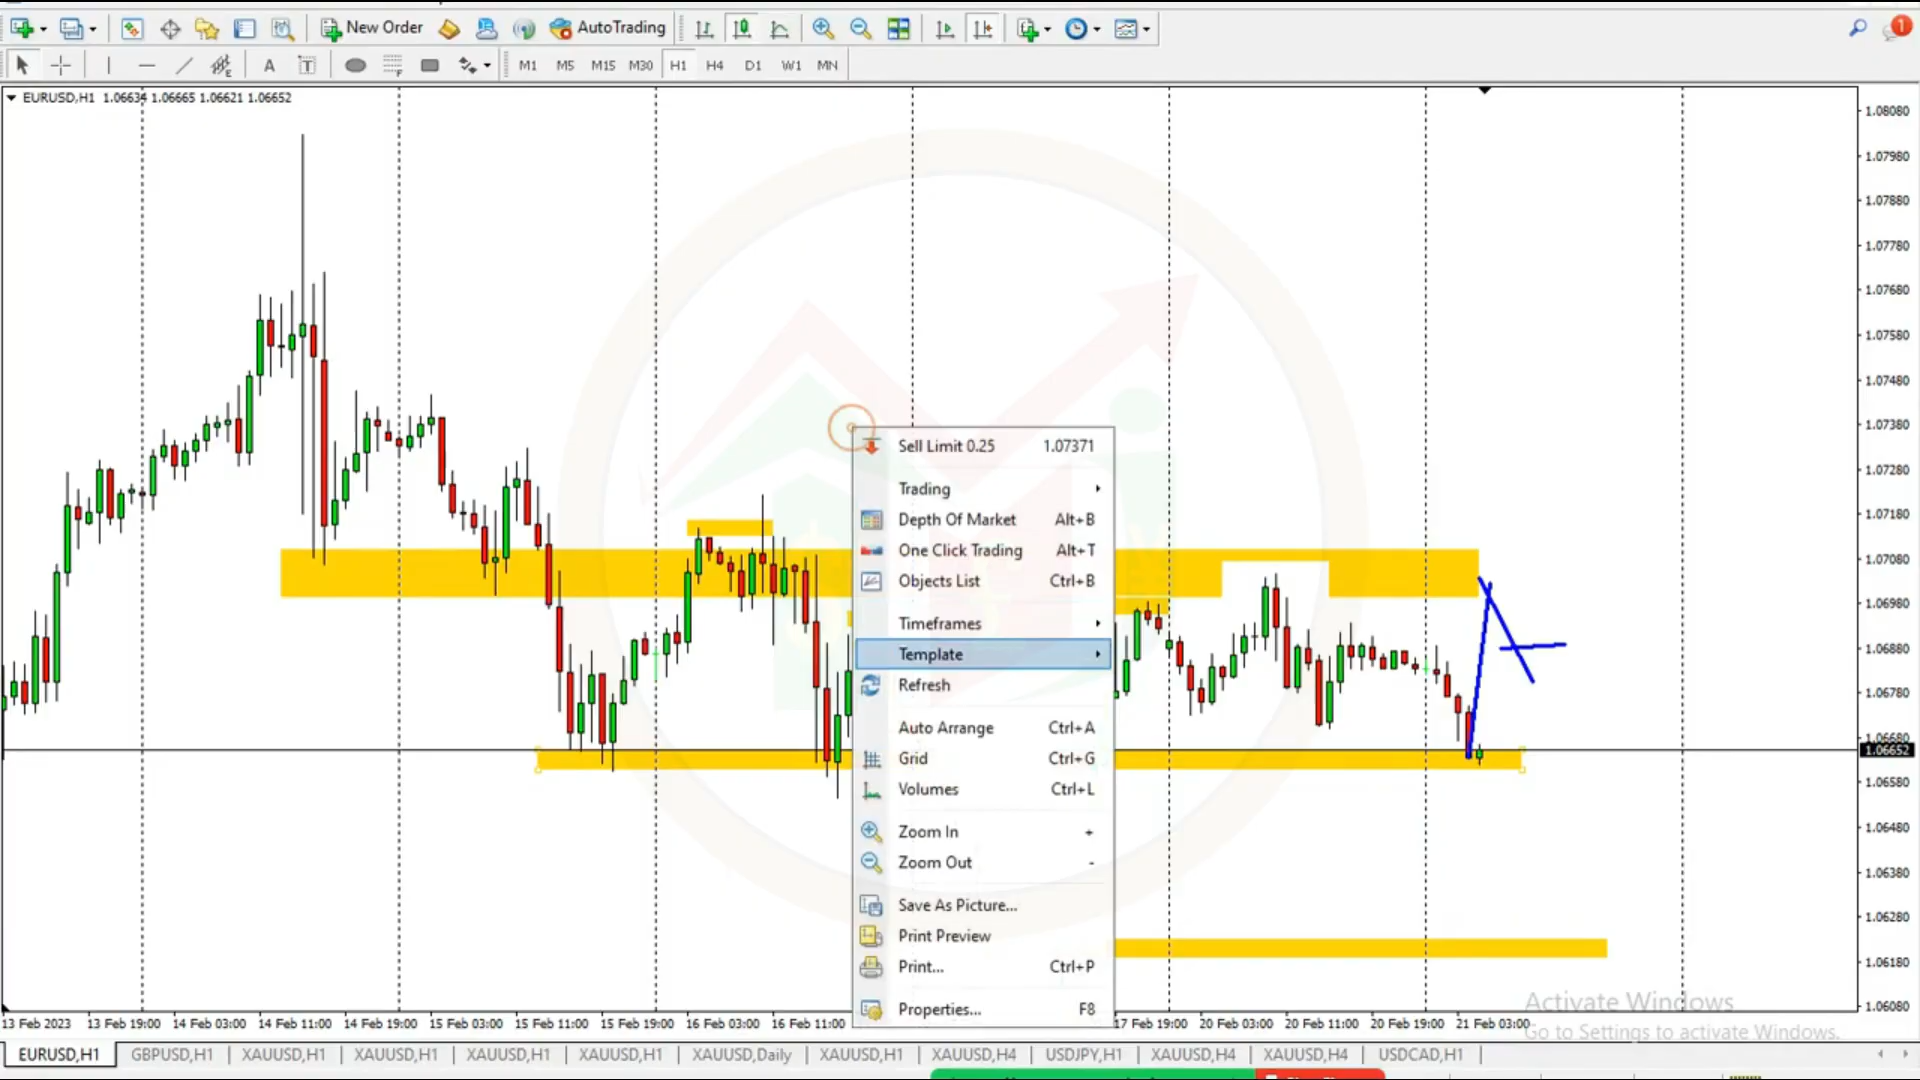 New Order
AutoTrading
1
A
T
E
F
M1 M5 M15 M30 H1 H4 D1 W1 MN
EURUSD,H1 1.06634 1.06665 1.06621 1.06652
1.08080
1.07980
1.07880
1.07780
1.07680
1.07580
1.07480
1.07380
1.07280
1.07180
1.07080
1.06980
1.06880
1.06780
1.06680
1.06652
1.06580
1.06480
1.06380
1.06280
1.06180
1.06080
Sell Limit 0.25 1.07371
Trading
Depth Of Market Alt+B
One Click Trading Alt+T
Objects List Ctrl+B
Timeframes
Template
Refresh
Auto Arrange Ctrl+A
Grid Ctrl+G
Volumes Ctrl+L
Zoom In +
Zoom Out -
Save As Picture...
Print Preview
Print... Ctrl+P
Properties... F8
Activate Windows
Go to Settings to activate Windows.
13 Feb 2023 13 Feb 19:00 14 Feb 03:00 14 Feb 11:00 14 Feb 19:00 15 Feb 03:00 15 Feb 11:00 15 Feb 19:00 16 Feb 03:00 16 Feb 11:00 17 Feb 19:00 20 Feb 03:00 20 Feb 11:00 20 Feb 19:00 21 Feb 03:00
EURUSD,H1 GBPUSD,H1 XAUUSD,H1 XAUUSD,H1 XAUUSD,H1 XAUUSD,H1 XAUUSD,Daily XAUUSD,H1 XAUUSD,H4 USDJPY,H1 XAUUSD,H4 XAUUSD,H4 USDCAD,H1